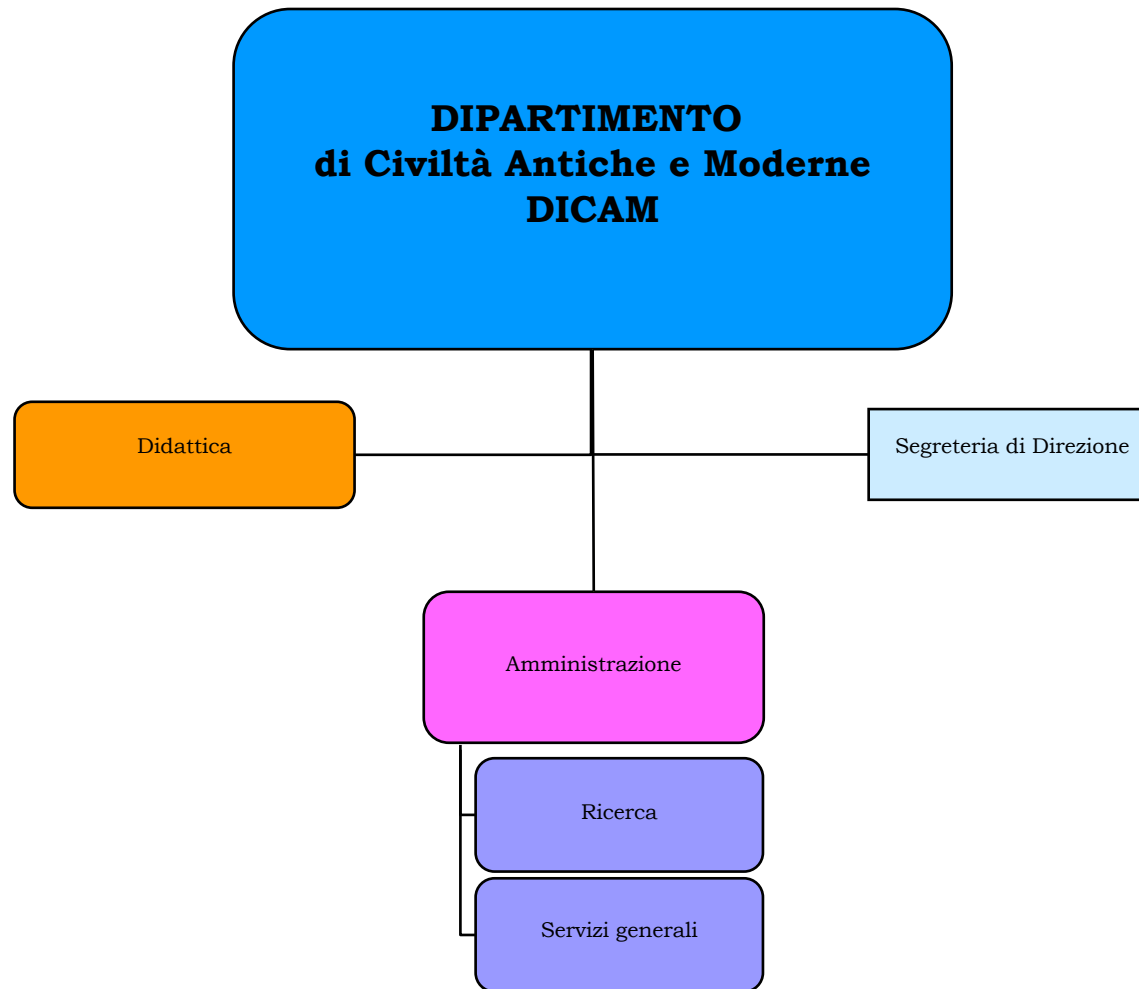 DIPARTIMENTO
di Civiltà Antiche e Moderne
DICAM
Didattica
Segreteria di Direzione
Amministrazione
Ricerca
Servizi generali